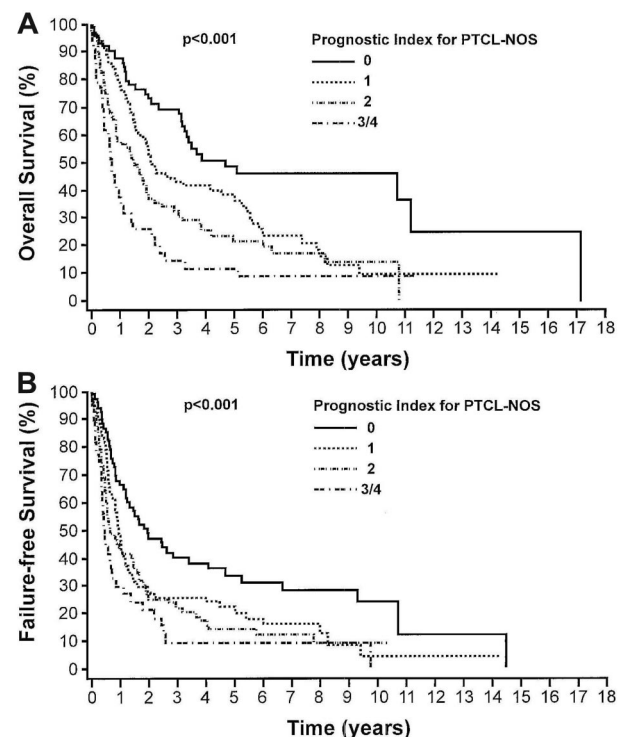 A
p<0.001
Prognostic Index for PTCL-NOS
0
1
2
3/4
Overall Survival (%)
100
90
80
70
60
50
40
30
20
10
0
0 1 2 3 4 5 6 7 8 9 10 11 12 13 14 15 16 17 18
Time (years)
B
p<0.001
Prognostic Index for PTCL-NOS
0
1
2
3/4
Failure-free Survival (%)
100
90
80
70
60
50
40
30
20
10
0
0 1 2 3 4 5 6 7 8 9 10 11 12 13 14 15 16 17 18
Time (years)